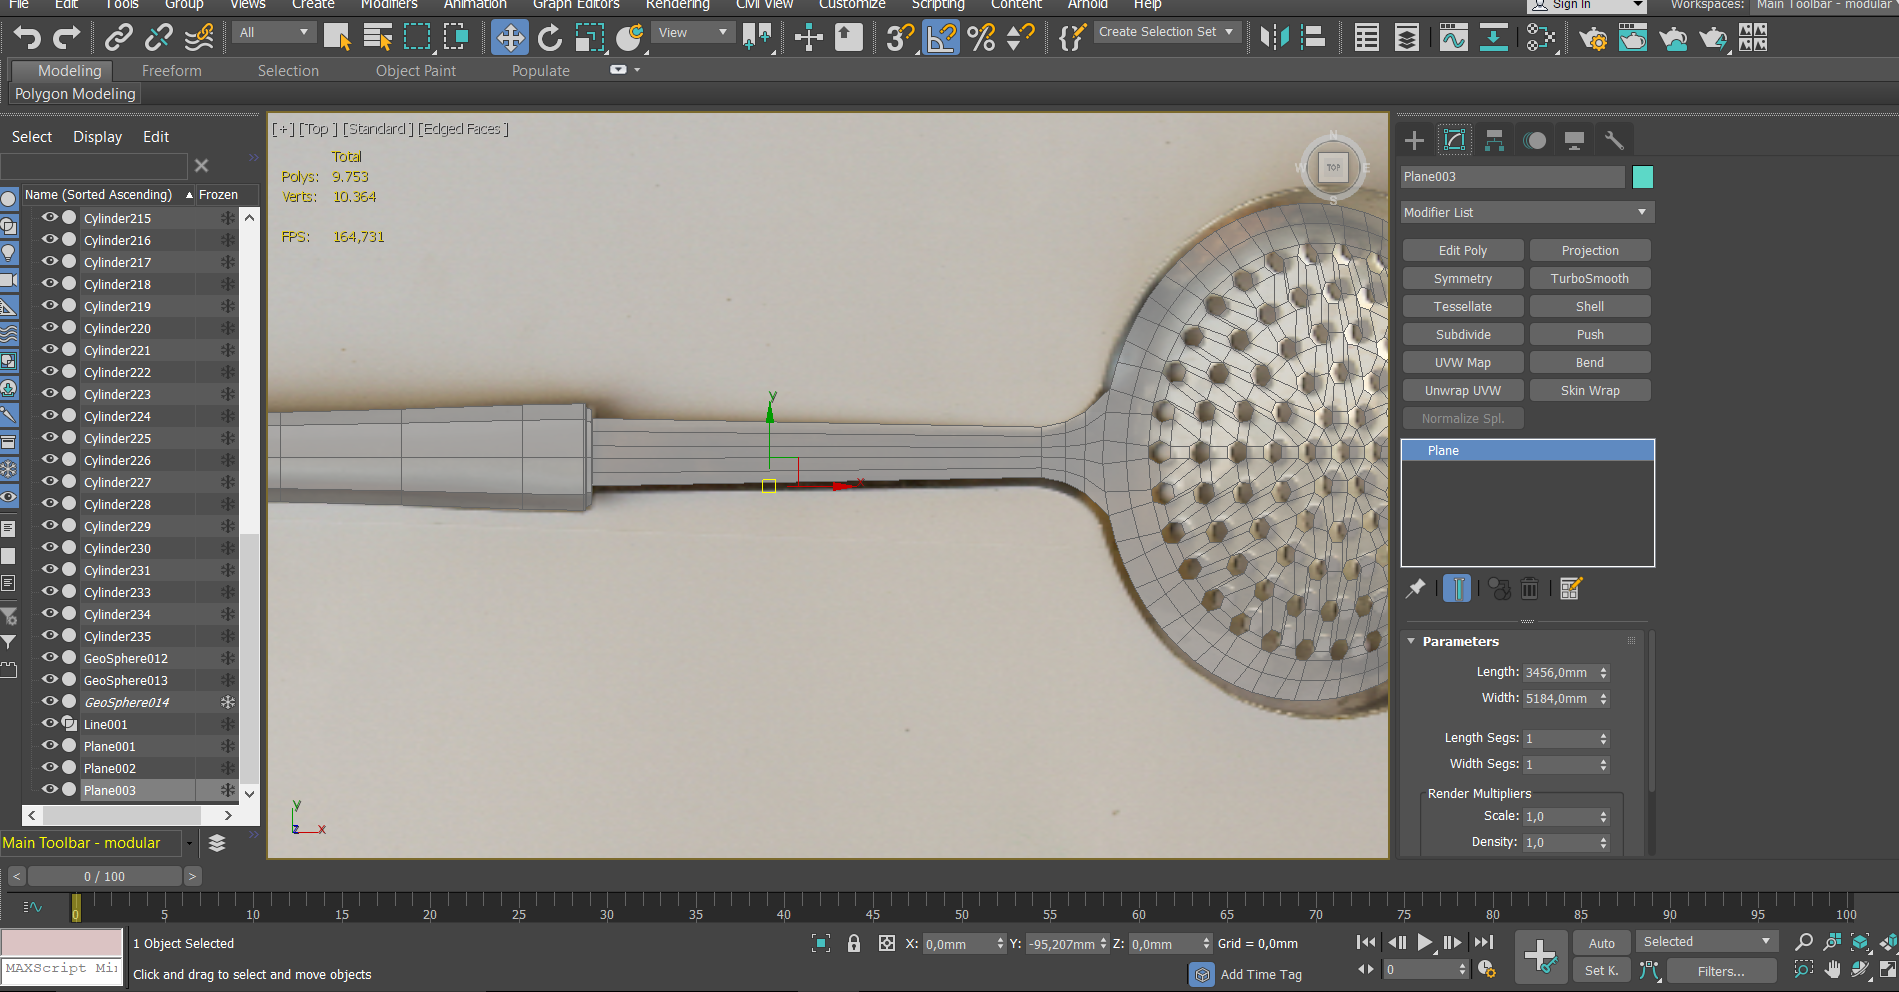 File Edit Tools Group Views Create Modifiers Animation Graph Editors Rendering Civil View Customize Scripting Content Arnold Help
Sign In Workspaces: Main Toolbar - modular
All View 3 Create Selection Set
Modeling Freeform Selection Object Paint Populate
Polygon Modeling
Select Display Edit
Name (Sorted Ascending) Frozen
Cylinder215
Cylinder216
Cylinder217
Cylinder218
Cylinder219
Cylinder220
Cylinder221
Cylinder222
Cylinder223
Cylinder224
Cylinder225
Cylinder226
Cylinder227
Cylinder228
Cylinder229
Cylinder230
Cylinder231
Cylinder233
Cylinder234
Cylinder235
GeoSphere012
GeoSphere013
GeoSphere014
Line001
Plane001
Plane002
Plane003
Main Toolbar - modular
[+] [Top ] [Standard ] [Edged Faces ]
Total
Polys: 9.753
Verts: 10.364
FPS: 164,731
N
W TOP E
S
y
x
y
z x
Plane003
Modifier List
Edit Poly Projection
Symmetry TurboSmooth
Tessellate Shell
Subdivide Push
UVW Map Bend
Unwrap UVW Skin Wrap
Normalize Spl.
Plane
Parameters
Length: 3456,0mm
Width: 5184,0mm
Length Segs: 1
Width Segs: 1
Render Multipliers
Scale: 1,0
Density: 1,0
< 0 / 100 >
0 5 10 15 20 25 30 35 40 45 50 55 60 65 70 75 80 85 90 95 100
1 Object Selected X: 0,0mm Y: -95,207mm Z: 0,0mm Grid = 0,0mm
MAXScript Mi
Click and drag to select and move objects
Add Time Tag
0
Auto Selected
Set K. Filters...